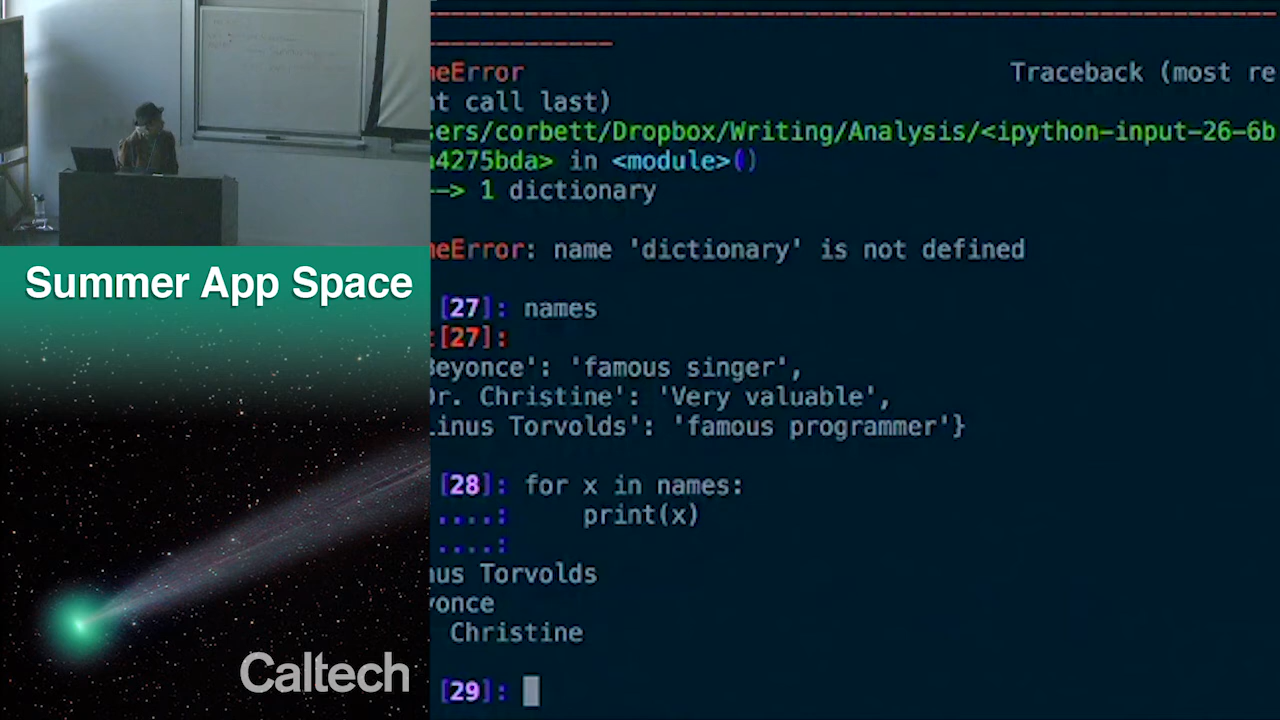 Summer App Space
Caltech
neError Traceback (most re
nt call last)
sers/corbett/Dropbox/Writing/Analysis/<ipython-input-26-6b
a4275bda> in <module>()
—> 1 dictionary
neError: name 'dictionary' is not defined
[27]: names
[27]:
Beyonce': 'famous singer',
Dr. Christine': 'Very valuable',
Linus Torvolds': 'famous programmer'}
[28]: for x in names:
....: print(x)
....:
nus Torvolds
yonce
Christine
[29]: